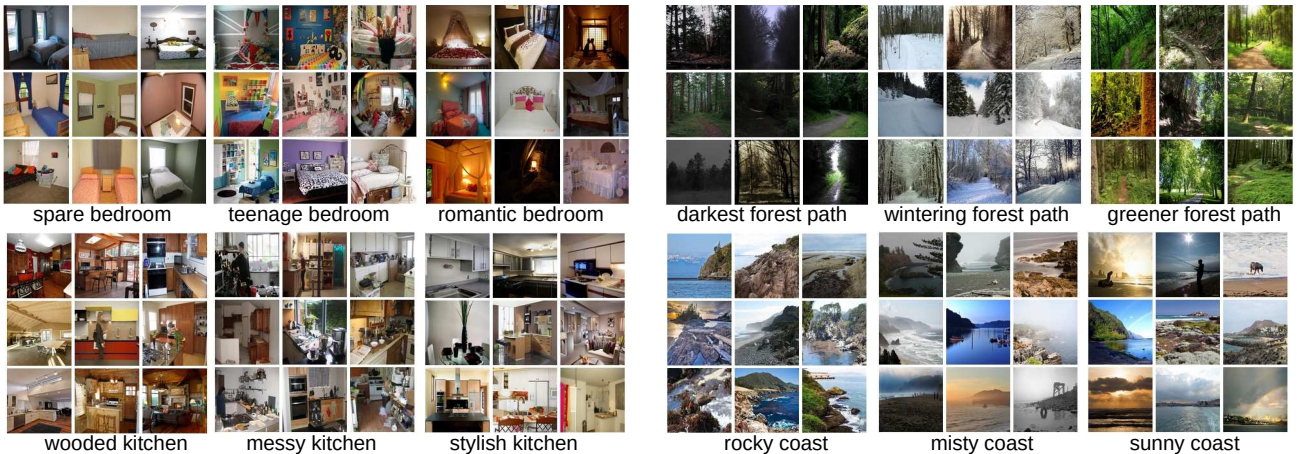 spare bedroom
teenage bedroom
romantic bedroom
darkest forest path
wintering forest path
greener forest path
wooded kitchen
messy kitchen
stylish kitchen
rocky coast
misty coast
sunny coast